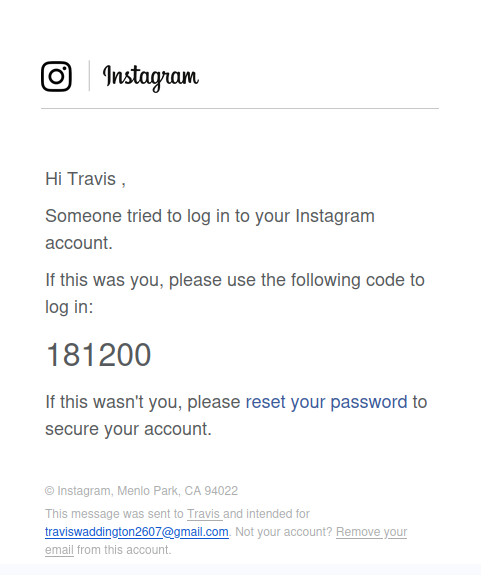 Instagram
Hi Travis ,
Someone tried to log in to your Instagram
account.
If this was you, please use the following code to
log in:
181200
If this wasn't you, please reset your password to
secure your account.
© Instagram, Menlo Park, CA 94022
This message was sent to Travis and intended for
traviswaddington2607@gmail.com. Not your account? Remove your
email from this account.